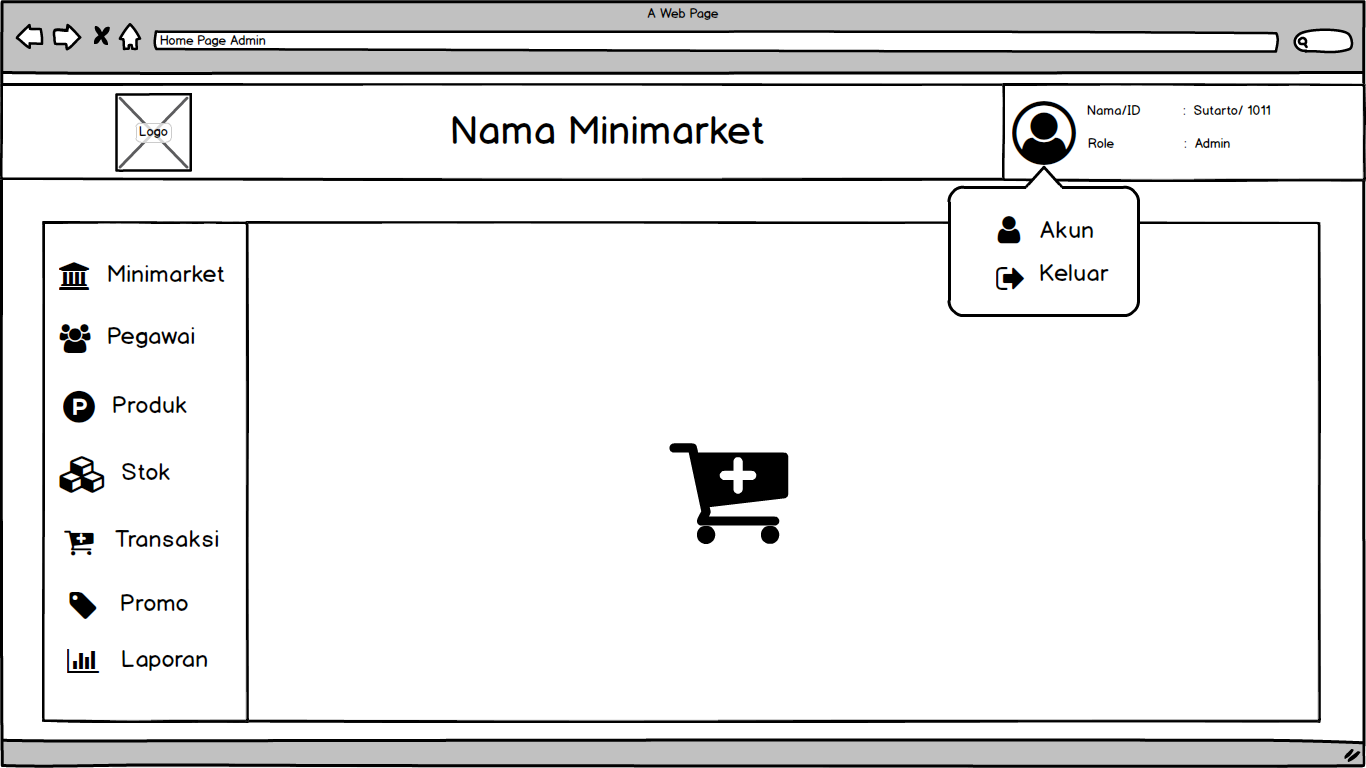 A Web Page
Home Page Admin
Logo
Nama Minimarket
Nama/ID : Sutarto/ 1011
Role : Admin
Akun
Keluar
Minimarket
Pegawai
P Produk
Stok
Transaksi
Promo
Laporan